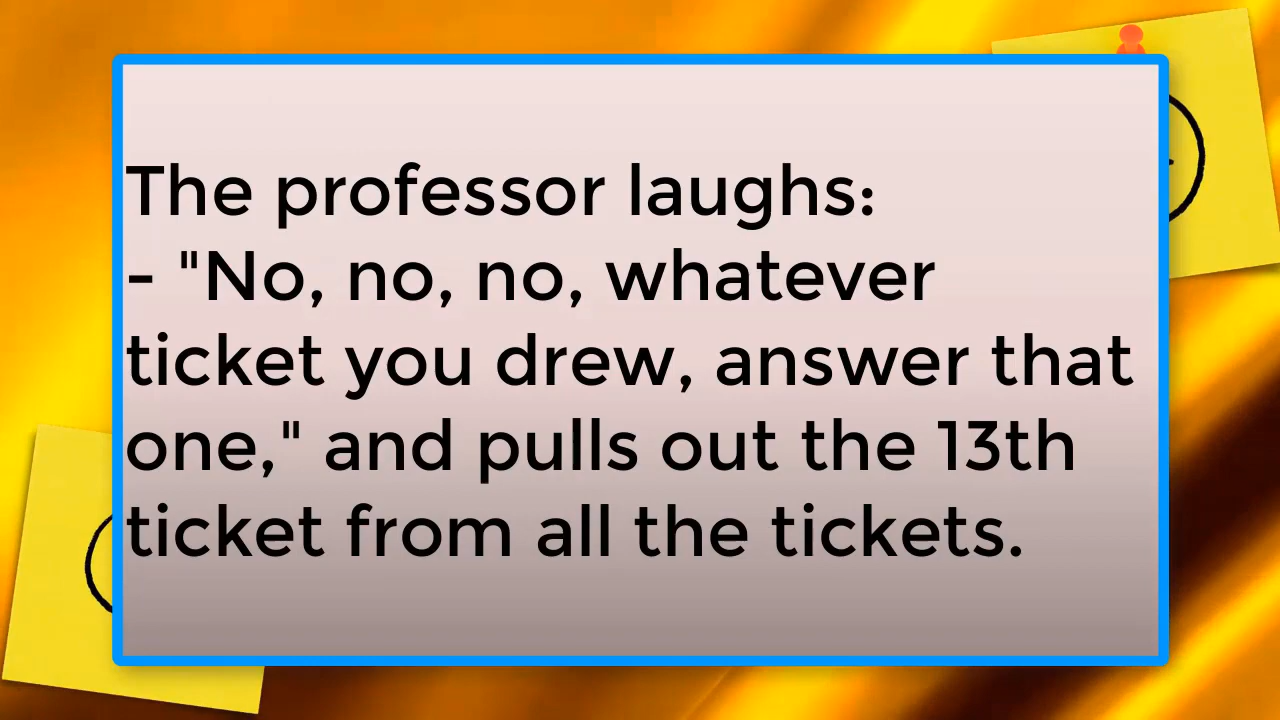 The professor laughs:
- "No, no, no, whatever
ticket you drew, answer that
one," and pulls out the 13th
ticket from all the tickets.